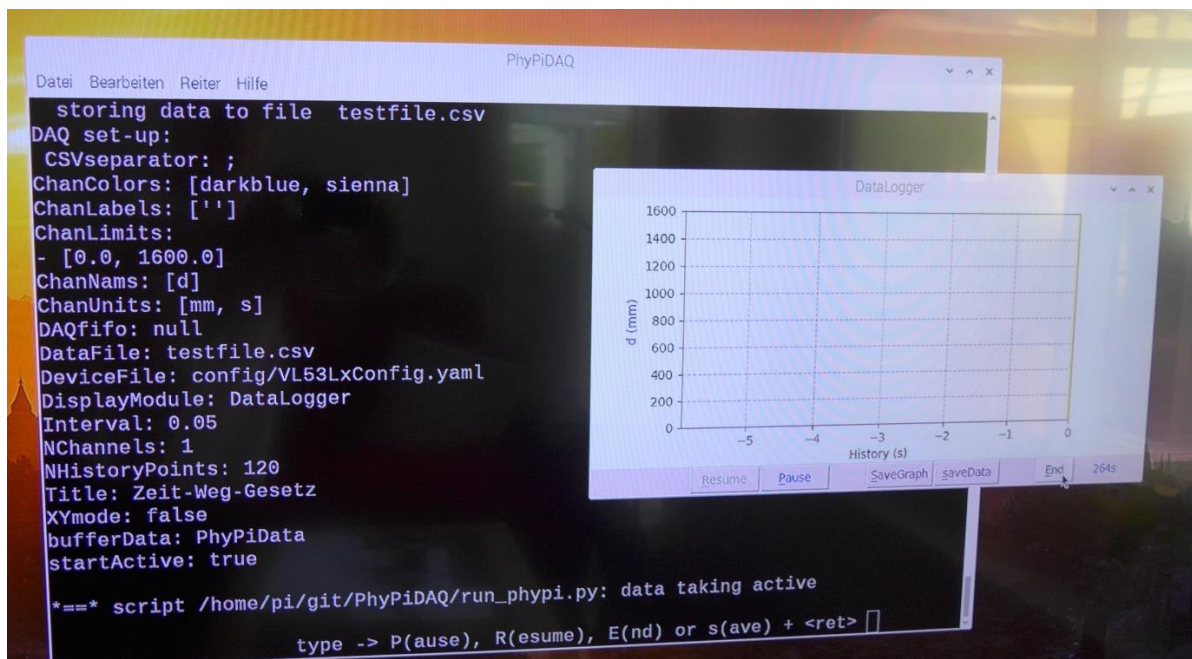 PhyPiDAQ
Datei Bearbeiten Reiter Hilfe
storing data to file testfile.csv
DAQ set-up:
CSVseparator: ;
ChanColors: [darkblue, sienna]
ChanLabels: ['']
ChanLimits:
- [0.0, 1600.0]
ChanNams: [d]
ChanUnits: [mm, s]
DAQfifo: null
DataFile: testfile.csv
DeviceFile: config/VL53LxConfig.yaml
DisplayModule: DataLogger
Interval: 0.05
NChannels: 1
NHistoryPoints: 120
Title: Zeit-Weg-Gesetz
XYmode: false
bufferData: PhyPiData
startActive: true
*==* script /home/pi/git/PhyPiDAQ/run_phypi.py: data taking active
type -> P(ause), R(esume), E(nd) or s(ave) + <ret>
DataLogger
1600
1400
1200
1000
800
600
400
200
0
d (mm)
-5 -4 -3 -2 -1 0
History (s)
Resume Pause SaveGraph saveData End 264s